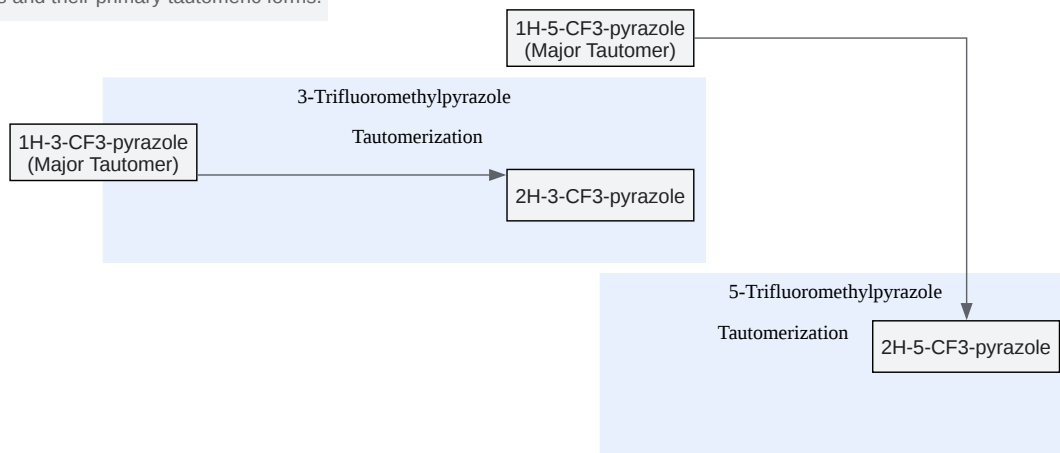 s and their primary tautomeric forms.
1H-5-CF3-pyrazole
(Major Tautomer)
3-Trifluoromethylpyrazole
Tautomerization
1H-3-CF3-pyrazole
(Major Tautomer)
2H-3-CF3-pyrazole
5-Trifluoromethylpyrazole
Tautomerization
2H-5-CF3-pyrazole